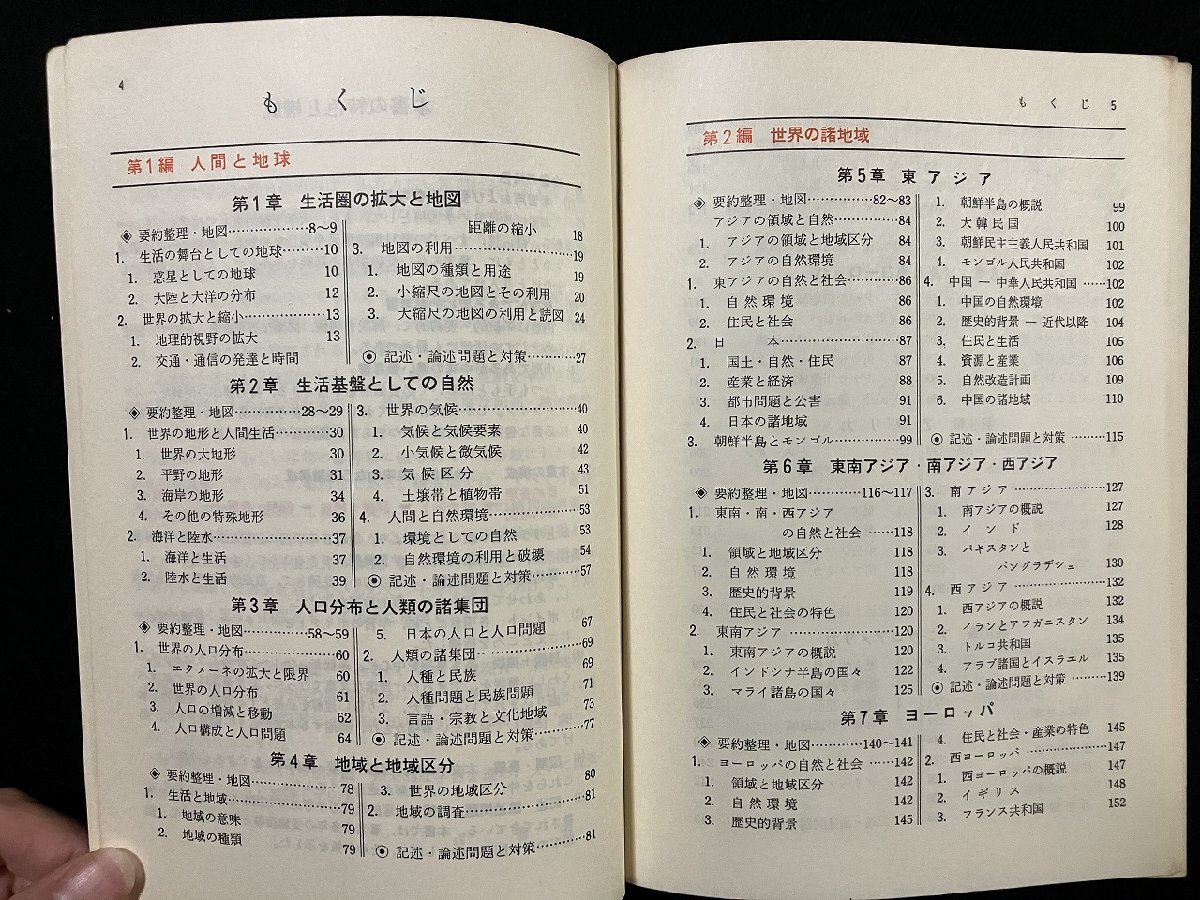 4
もくじ
第1編 人間と地球
第1章 生活圏の拡大と地図
◈ 要約整理・地図…………8〜9
1. 生活の舞台としての地球……10
1. 惑星としての地球 10
2. 大陸と大洋の分布 12
2. 世界の拡大と縮小……………13
1. 地理的視野の拡大 13
2. 交通・通信の発達と時間
距離の縮小 18
3. 地図の利用……………………19
1. 地図の種類と用途 19
2. 小縮尺の地図とその利用 20
3. 大縮尺の地図の利用と読図 24
◉ 記述・論述問題と対策…………27
第2章 生活基盤としての自然
◈ 要約整理・地図…………28〜29
1. 世界の地形と人間生活………30
1. 世界の大地形 30
2. 平野の地形 31
3. 海岸の地形 34
4. その他の特殊地形 36
2. 海洋と陸水……………………37
1. 海洋と生活 37
2. 陸水と生活 39
3. 世界の気候……………………40
1. 気候と気候要素 40
2. 小気候と微気候 42
3. 気候区分 43
4. 土壌帯と植物帯 51
4. 人間と自然環境………………53
1. 環境としての自然 53
2. 自然環境の利用と破壊 54
◉ 記述・論述問題と対策…………57
第3章 人口分布と人類の諸集団
◈ 要約整理・地図…………58〜59
1. 世界の人口分布………………60
1. エクメーネの拡大と限界 60
2. 世界の人口分布 61
3. 人口の増減と移動 62
4. 人口構成と人口問題 64
5. 日本の人口と人口問題 67
2. 人類の諸集団…………………69
1. 人種と民族 69
2. 人種問題と民族問題 71
3. 言語・宗教と文化地域 73
◉ 記述・論述問題と対策…………77
第4章 地域と地域区分
◈ 要約整理・地図………………78
1. 生活と地域……………………79
1. 地域の意味 79
2. 地域の種類 79
3. 世界の地域区分 80
2. 地域の調査……………………81
◉ 記述・論述問題と対策…………81
もくじ 5
第2編 世界の諸地域
第5章 東アジア
◈ 要約整理・地図…………82〜83
アジアの領域と自然…………84
1. アジアの領域と地域区分 84
2. アジアの自然環境 84
1. 東アジアの自然と社会………86
1. 自然環境 86
2. 住民と社会 86
2. 日本……………………………87
1. 国土・自然・住民 87
2. 産業と経済 88
3. 都市問題と公害 91
4. 日本の諸地域 91
3. 朝鮮半島とモンゴル…………99
1. 朝鮮半島の概説 99
2. 大韓民国 100
3. 朝鮮民主主義人民共和国 101
4. モンゴル人民共和国 102
4. 中国―中華人民共和国……102
1. 中国の自然環境 102
2. 歴史的背景―近代以降 104
3. 住民と生活 105
4. 資源と産業 106
5. 自然改造計画 109
6. 中国の諸地域 110
◉ 記述・論述問題と対策………115
第6章 東南アジア・南アジア・西アジア
◈ 要約整理・地図…………116〜117
1. 東南・南・西アジア
の自然と社会……118
1. 領域と地域区分 118
2. 自然環境 118
3. 歴史的背景 119
4. 住民と社会の特色 120
2. 東南アジア……………………120
1. 東南アジアの概説 120
2. インドシナ半島の国々 122
3. マライ諸島の国々 125
3. 南アジア………………………127
1. 南アジアの概説 127
2. インド 128
3. パキスタンと
バングラデシュ 130
4. 西アジア………………………132
1. 西アジアの概説 132
2. イランとアフガニスタン 134
3. トルコ共和国 135
4. アラブ諸国とイスラエル 135
◉ 記述・論述問題と対策………139
第7章 ヨーロッパ
◈ 要約整理・地図…………140〜141
1. ヨーロッパの自然と社会……142
1. 領域と地域区分 142
2. 自然環境 142
3. 歴史的背景 145
4. 住民と社会・産業の特色 145
2. 西ヨーロッパ…………………147
1. 西ヨーロッパの概説 147
2. イギリス 148
3. フランス共和国 152